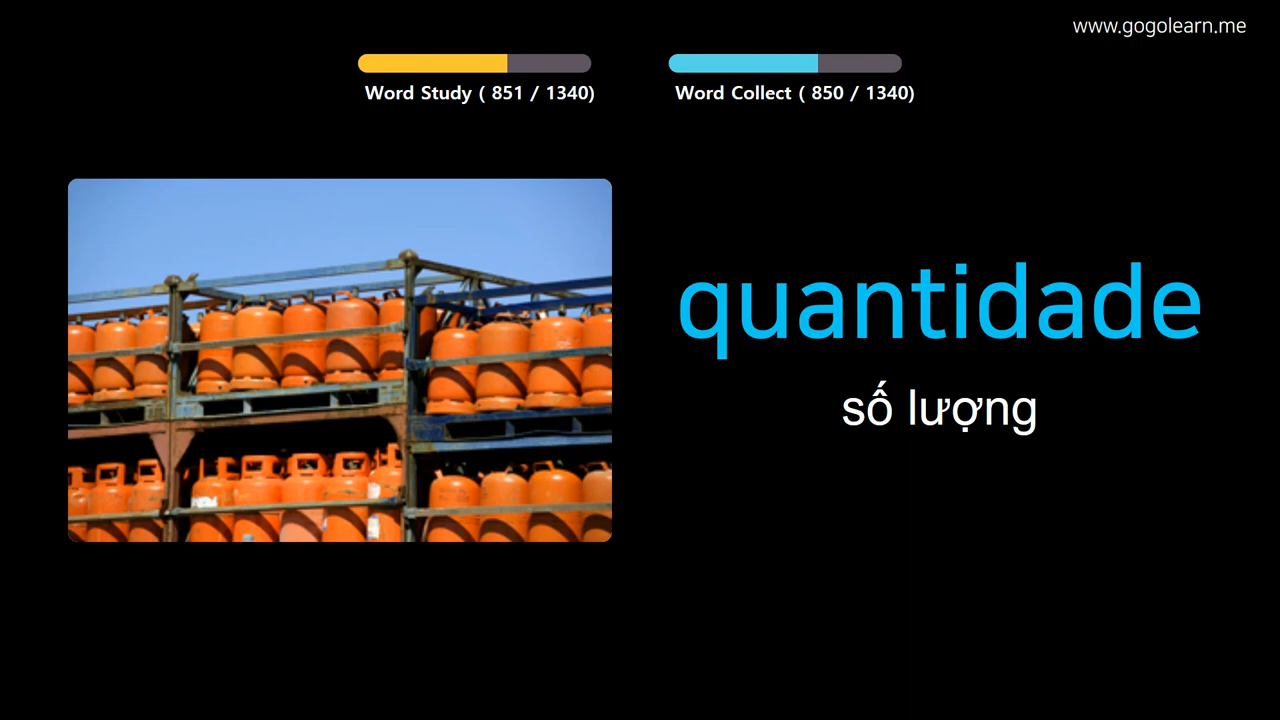 www.gogolearn.me
Word Study ( 851 / 1340)
Word Collect ( 850 / 1340)
quantidade
số lượng